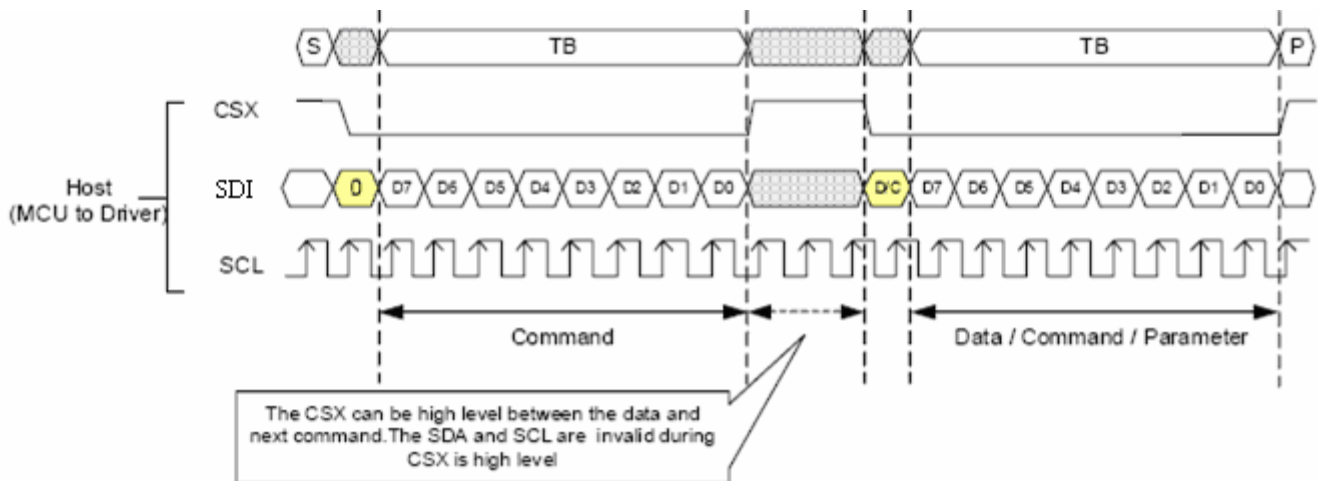 S TB TB P
CSX
Host
(MCU to Driver)
SDI 0 D7 D6 D5 D4 D3 D2 D1 D0 D/C D7 D6 D5 D4 D3 D2 D1 D0
SCL
Command Data / Command / Parameter
The CSX can be high level between the data and
next command.The SDA and SCL are invalid during
CSX is high level